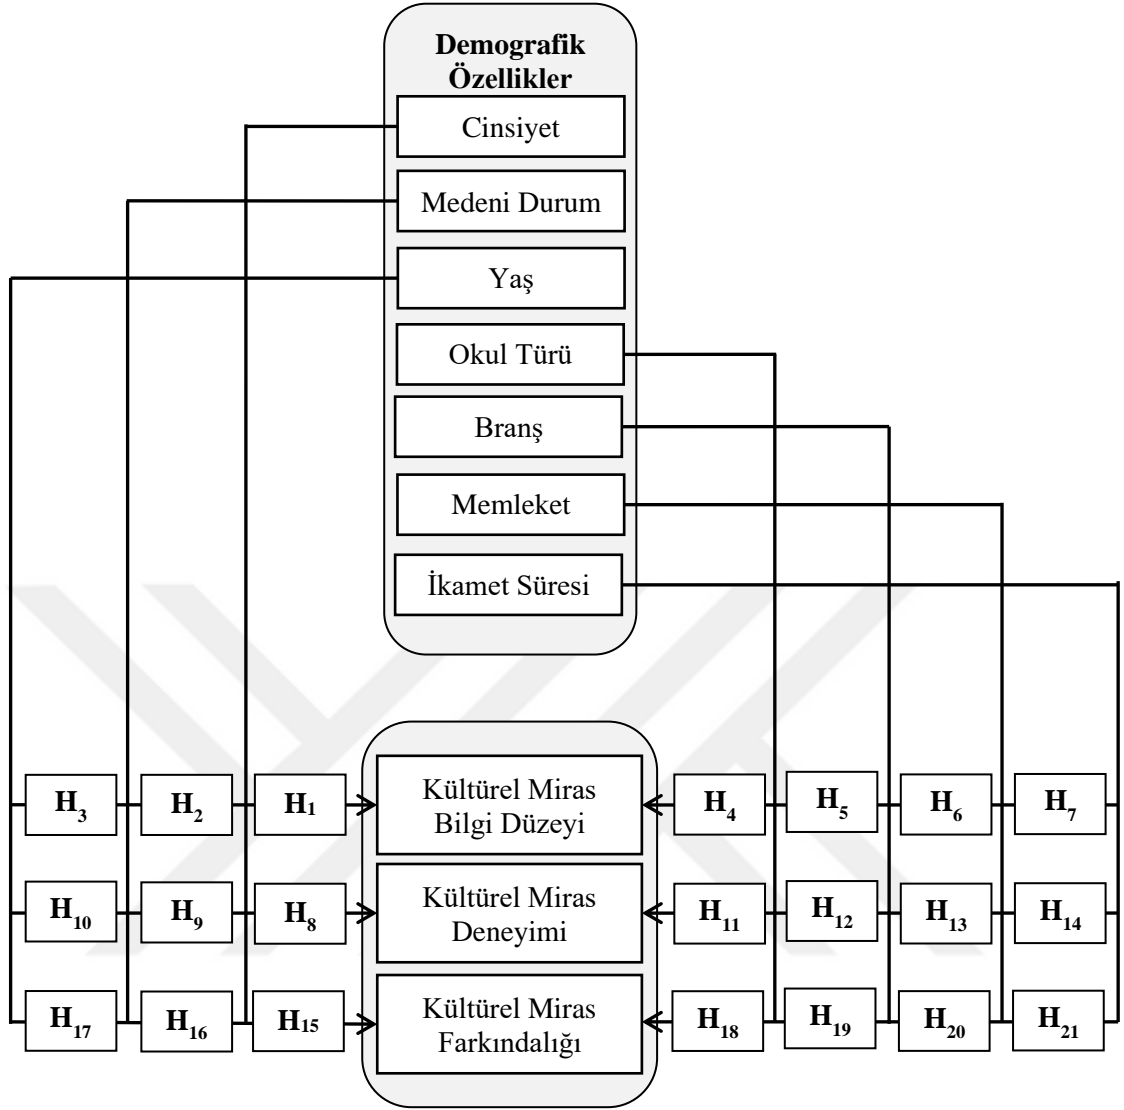 Demografik
Özellikler
Cinsiyet
Medeni Durum
Yaş
Okul Türü
Branş
Memleket
İkamet Süresi
H3 H2 H1 Kültürel Miras Bilgi Düzeyi H4 H5 H6 H7
H10 H9 H8 Kültürel Miras Deneyimi H11 H12 H13 H14
H17 H16 H15 Kültürel Miras Farkındalığı H18 H19 H20 H21